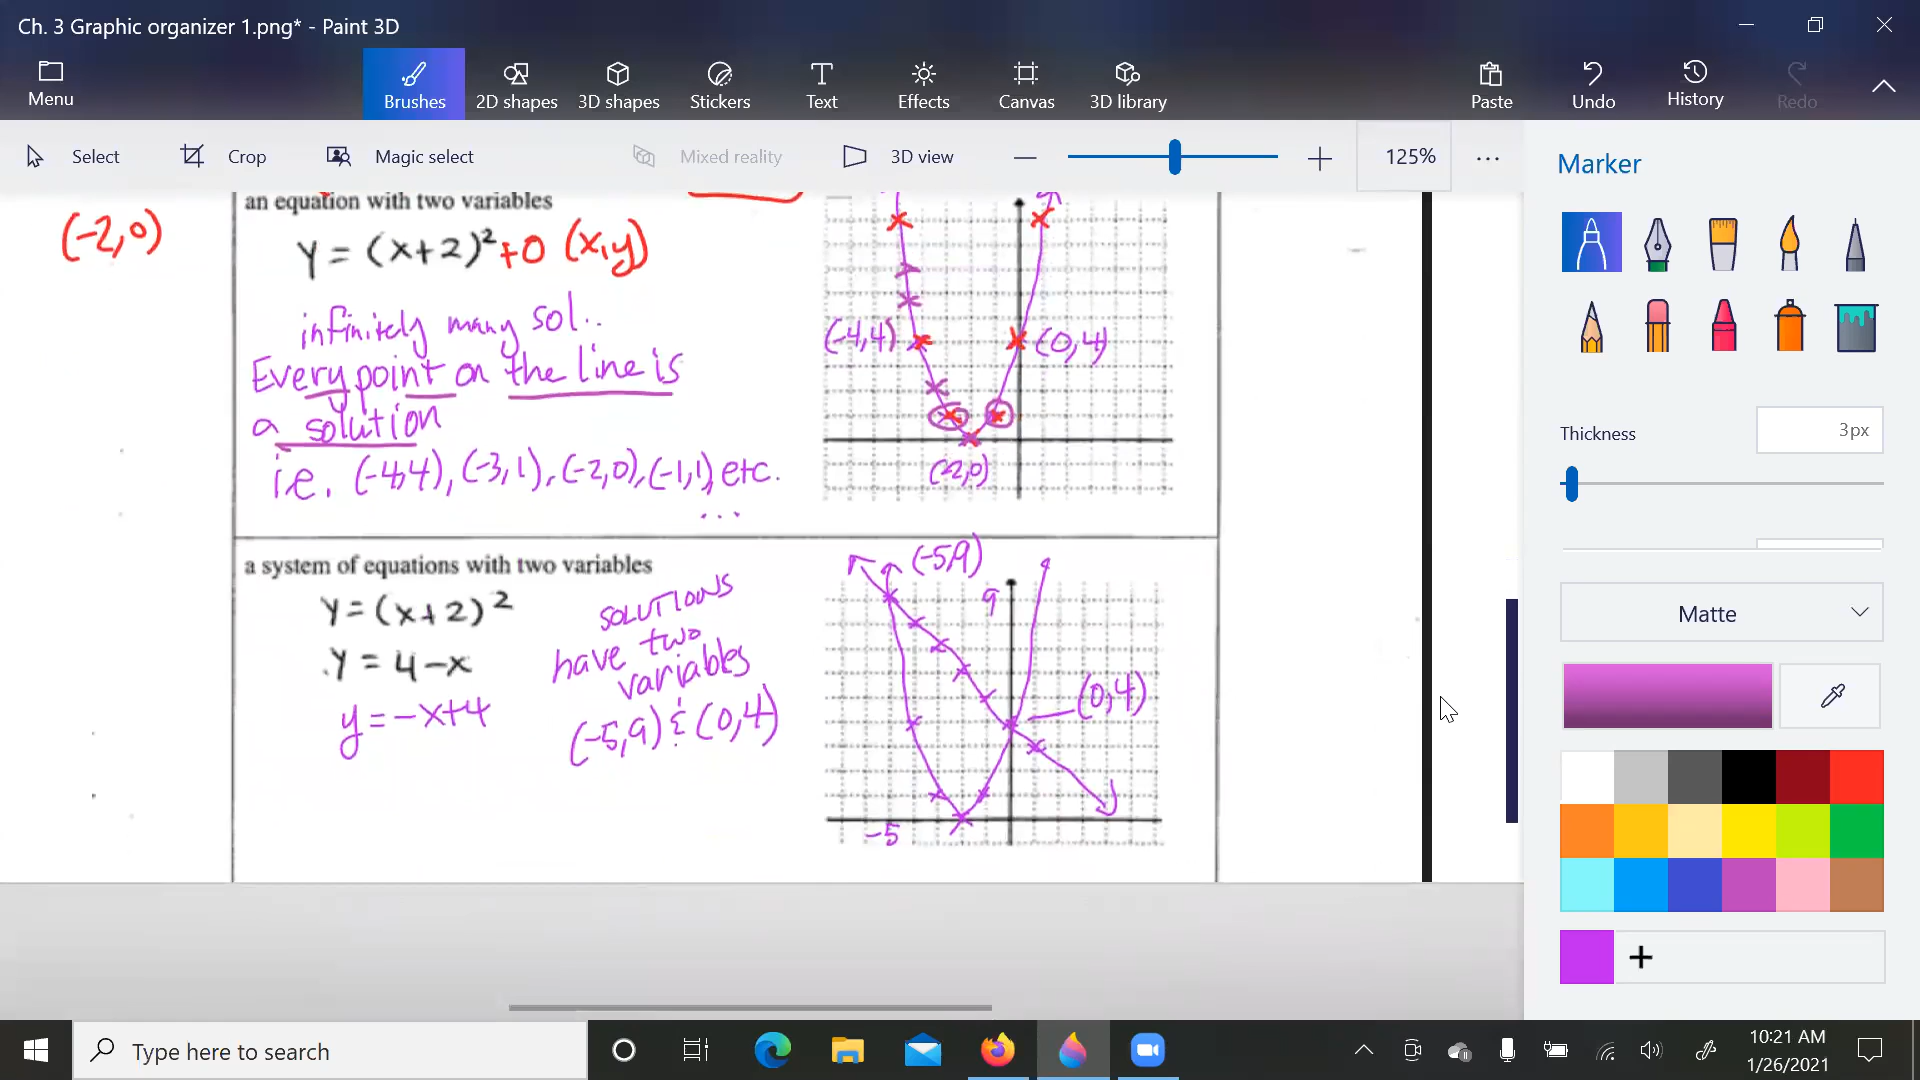 Ch. 3 Graphic organizer 1.png* - Paint 3D
Menu
Brushes
2D shapes
3D shapes
Stickers
Text
Effects
Canvas
3D library
Paste
Undo
History
Redo
Select
Crop
Magic select
Mixed reality
3D view
125%
Marker
Thickness
3px
Matte
(-2,0)
an equation with two variables
y = (x+2)² +0 (x,y)
infinitely many sol..
Every point on the line is
a solution
i.e. (-4,4), (-3,1), (-2,0), (-1,1), etc.
...
(-4,4)
(0,4)
(-2,0)
a system of equations with two variables
y = (x+2)²
y = 4-x
y = -x+4
SOLUTIONS
have two
variables
(-5,9) & (0,4)
(-5,9)
9
(0,4)
-5
Type here to search
10:21 AM
1/26/2021